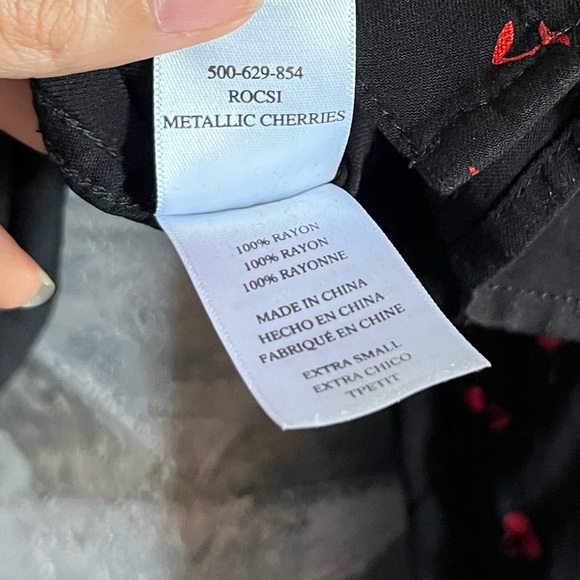 500-629-854
ROCSI
METALLIC CHERRIES
100% RAYON
100% RAYON
100% RAYONNE
MADE IN CHINA
HECHO EN CHINA
FABRIQUÉ EN CHINE
EXTRA SMALL
EXTRA CHICO
TPETIT